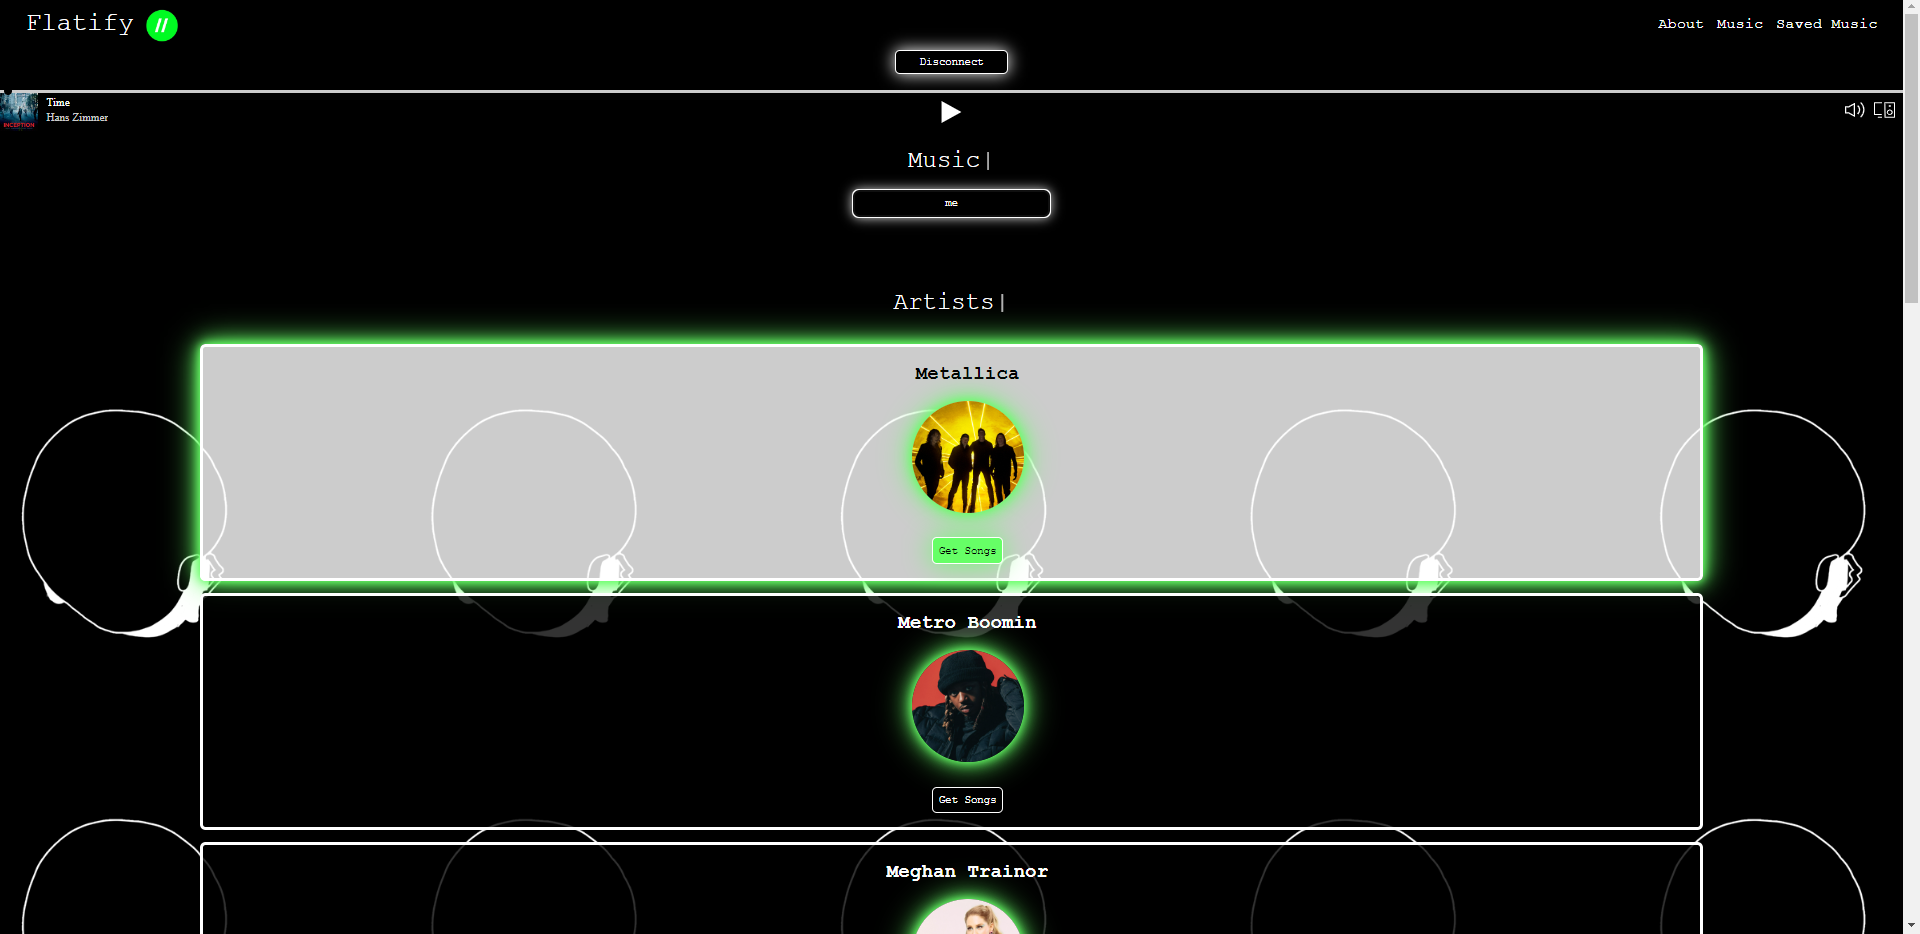 Flatify //
About Music Saved Music
Disconnect
Time
Hans Zimmer
INCEPTION
Music|
me
Artists|
Metallica
Get Songs
Metro Boomin
Get Songs
Meghan Trainor